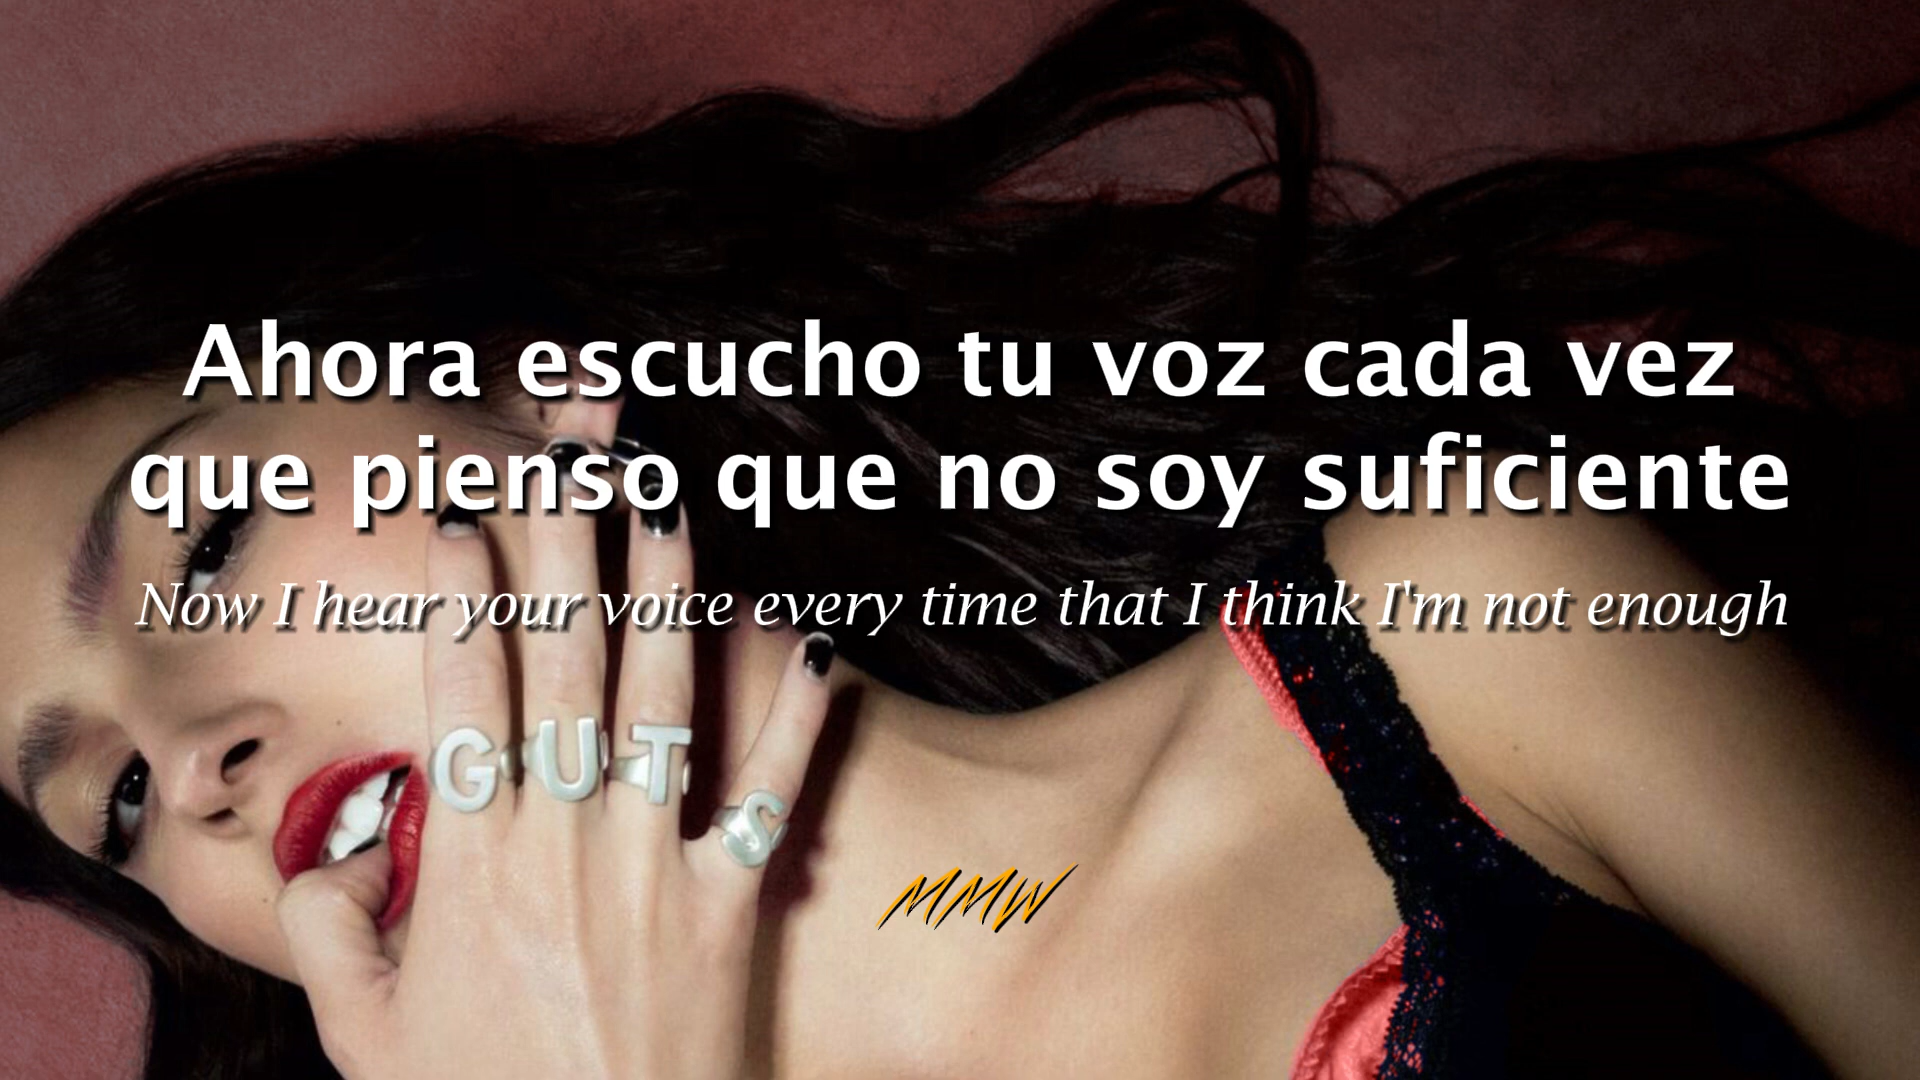 Ahora escucho tu voz cada vez
que pienso que no soy suficiente
Now I hear your voice every time that I think I'm not enough
GUTS
MMW